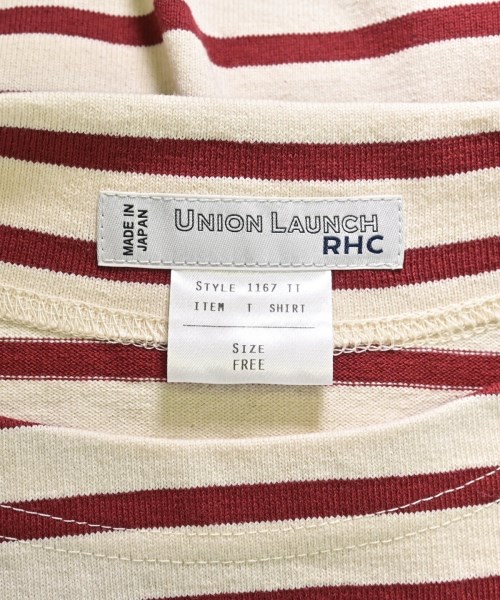 MADE IN
JAPAN
UNION LAUNCH
RHC
STYLE 1167 TT
ITEM T SHIRT
SIZE
FREE